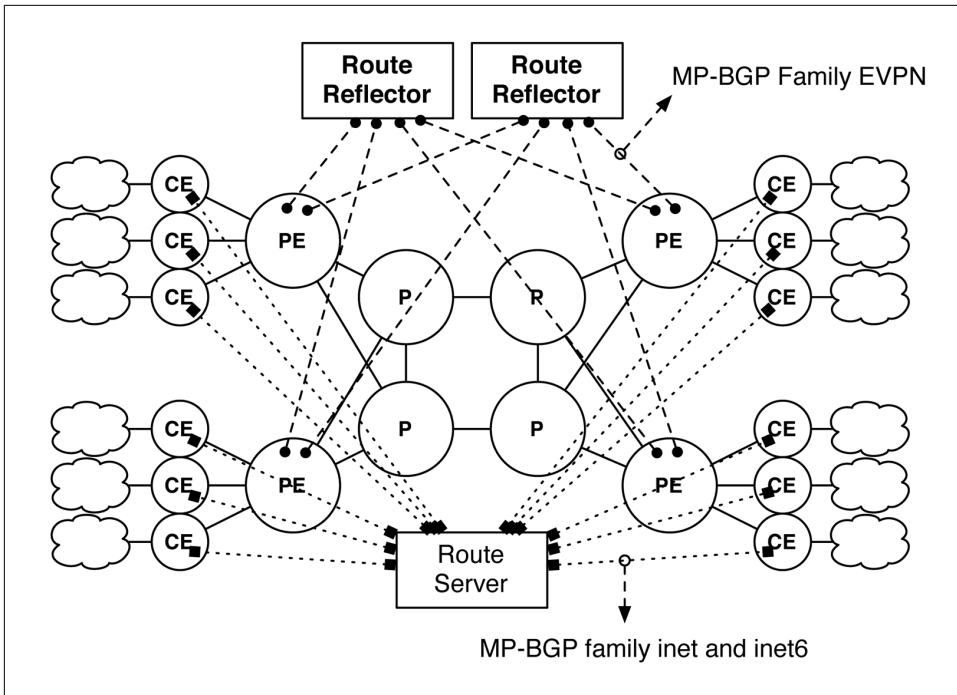 Route
Reflector
Route
Reflector
MP-BGP Family EVPN
CE
CE
CE
PE
PE
CE
CE
CE
P
P
P
P
CE
CE
CE
PE
PE
CE
CE
CE
Route
Server
MP-BGP family inet and inet6